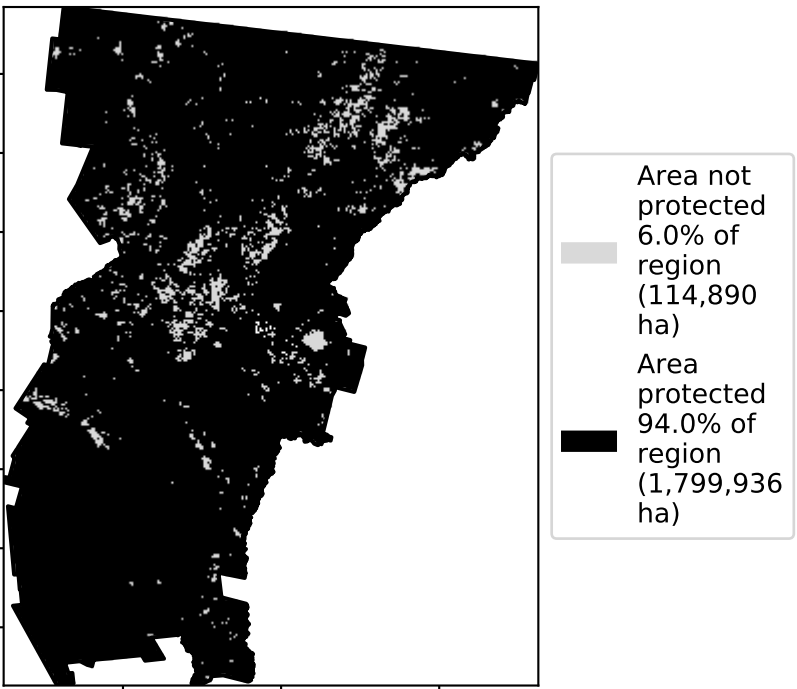 Area not
protected
6.0% of
region
(114,890
ha)
Area
protected
94.0% of
region
(1,799,936
ha)